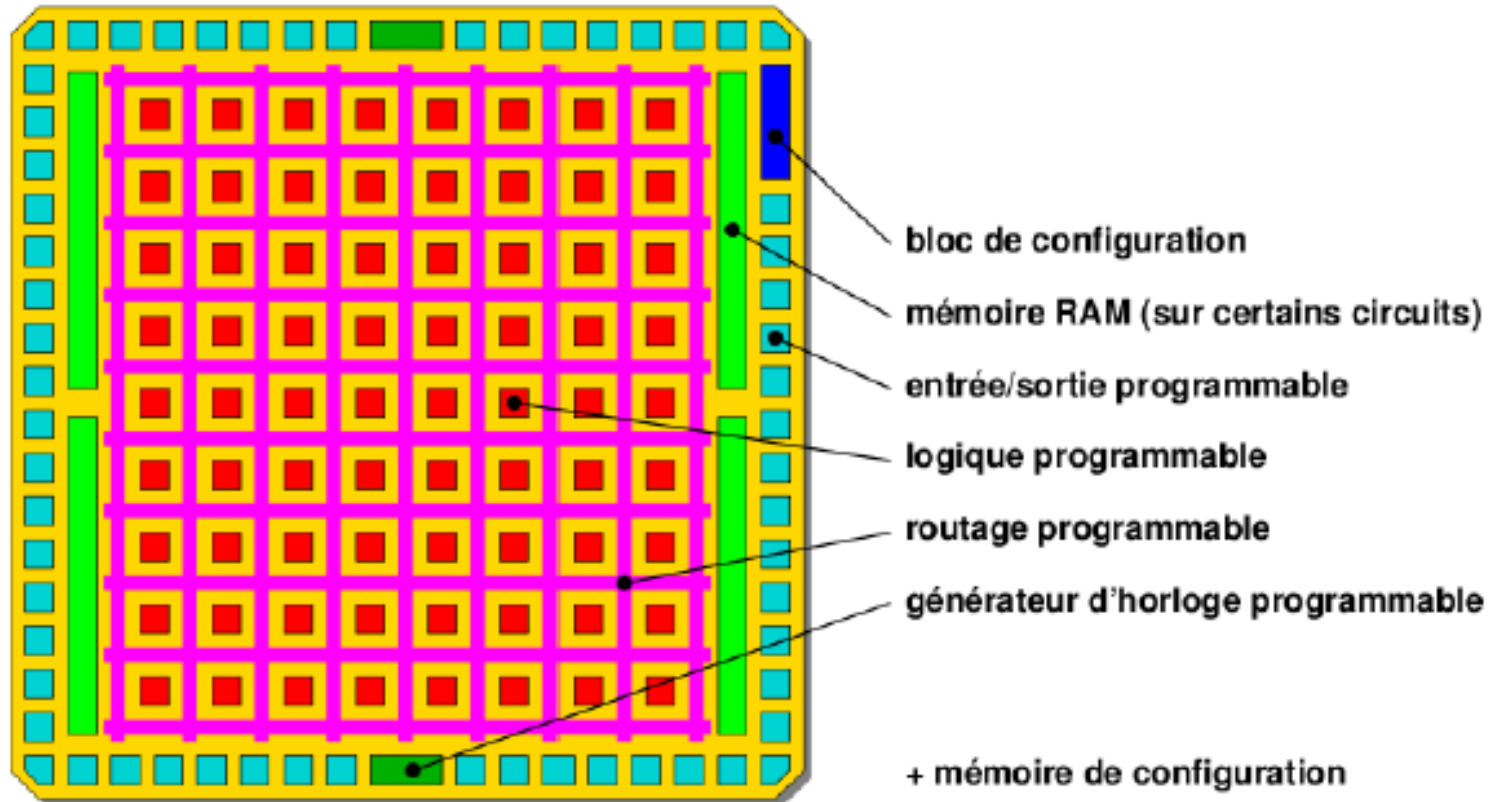 bloc de configuration
mémoire RAM (sur certains circuits)
entrée/sortie programmable
logique programmable
routage programmable
générateur d'horloge programmable
+ mémoire de configuration